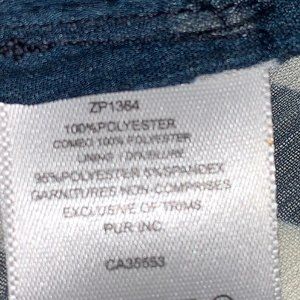 ZP1364
100%POLYESTER
COMBO 100% POLYESTER
LINING / DOUBLURE
95%POLYESTER 5%SPANDEX
GARNITURES NON-COMPRISES
EXCLUSIVE OF TRIMS
PUR INC.
CA35553